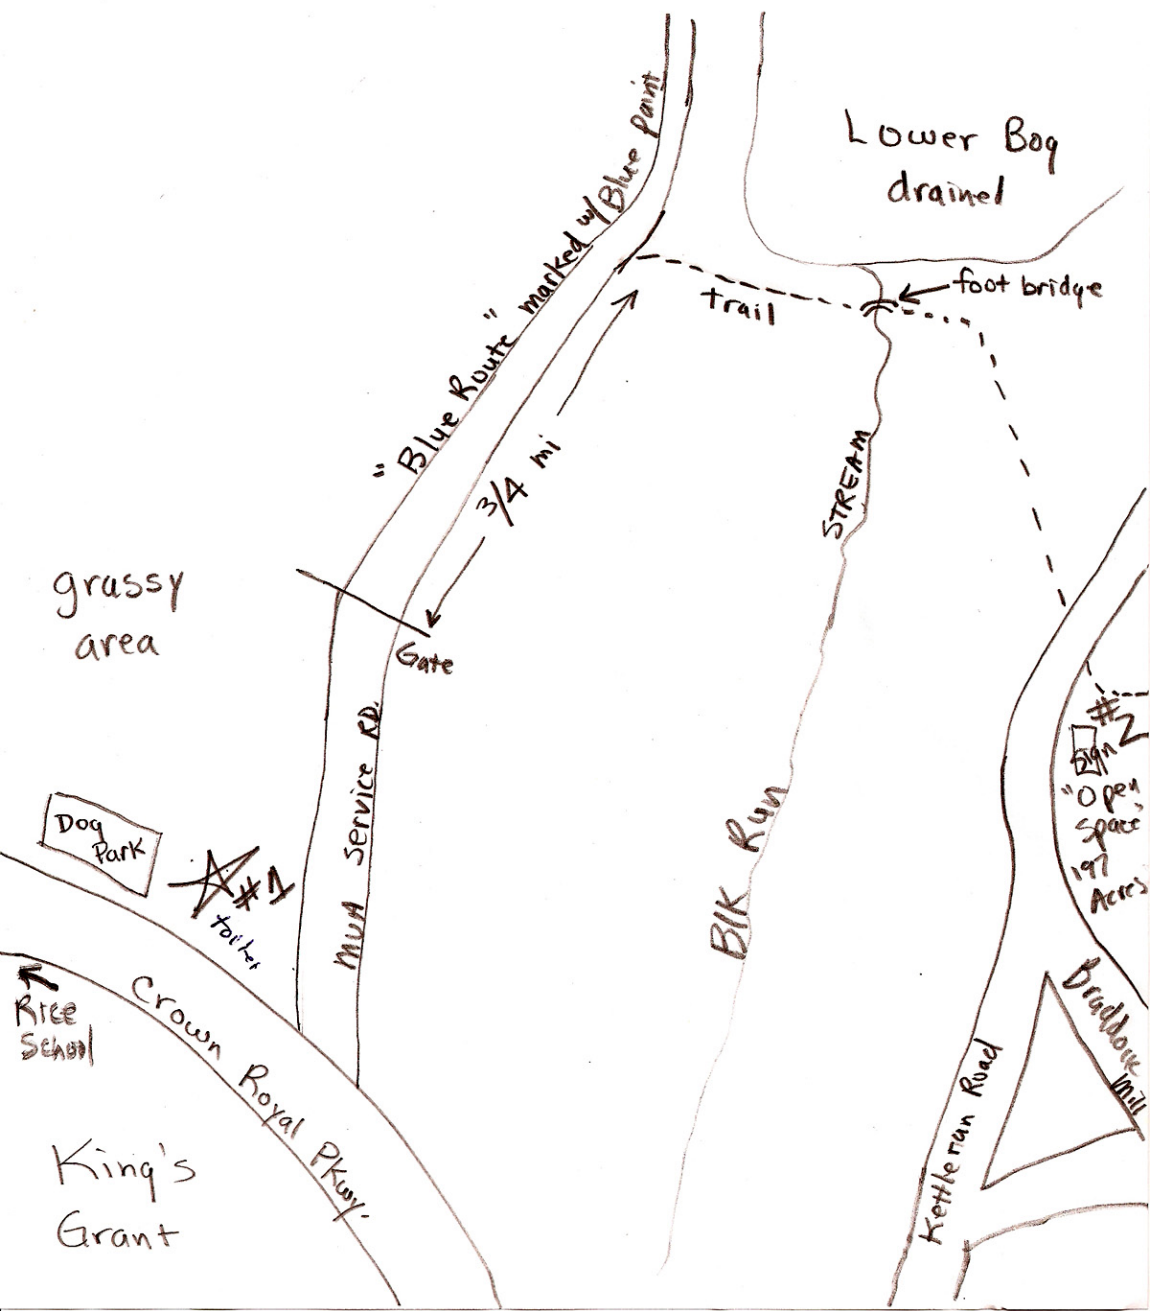 "Blue Route" marked w/ Blue Paint
Lower Bog
drained
foot bridge
trail
3/4 mi
STREAM
grassy
area
Gate
#2
Sign
"Open
Space"
197
Acres
MUA Service RD.
Blk Run
Dog
Park
#1
Rice
School
Crown Royal Pkwy.
King's
Grant
Kettlerun Road
Braddock Mill